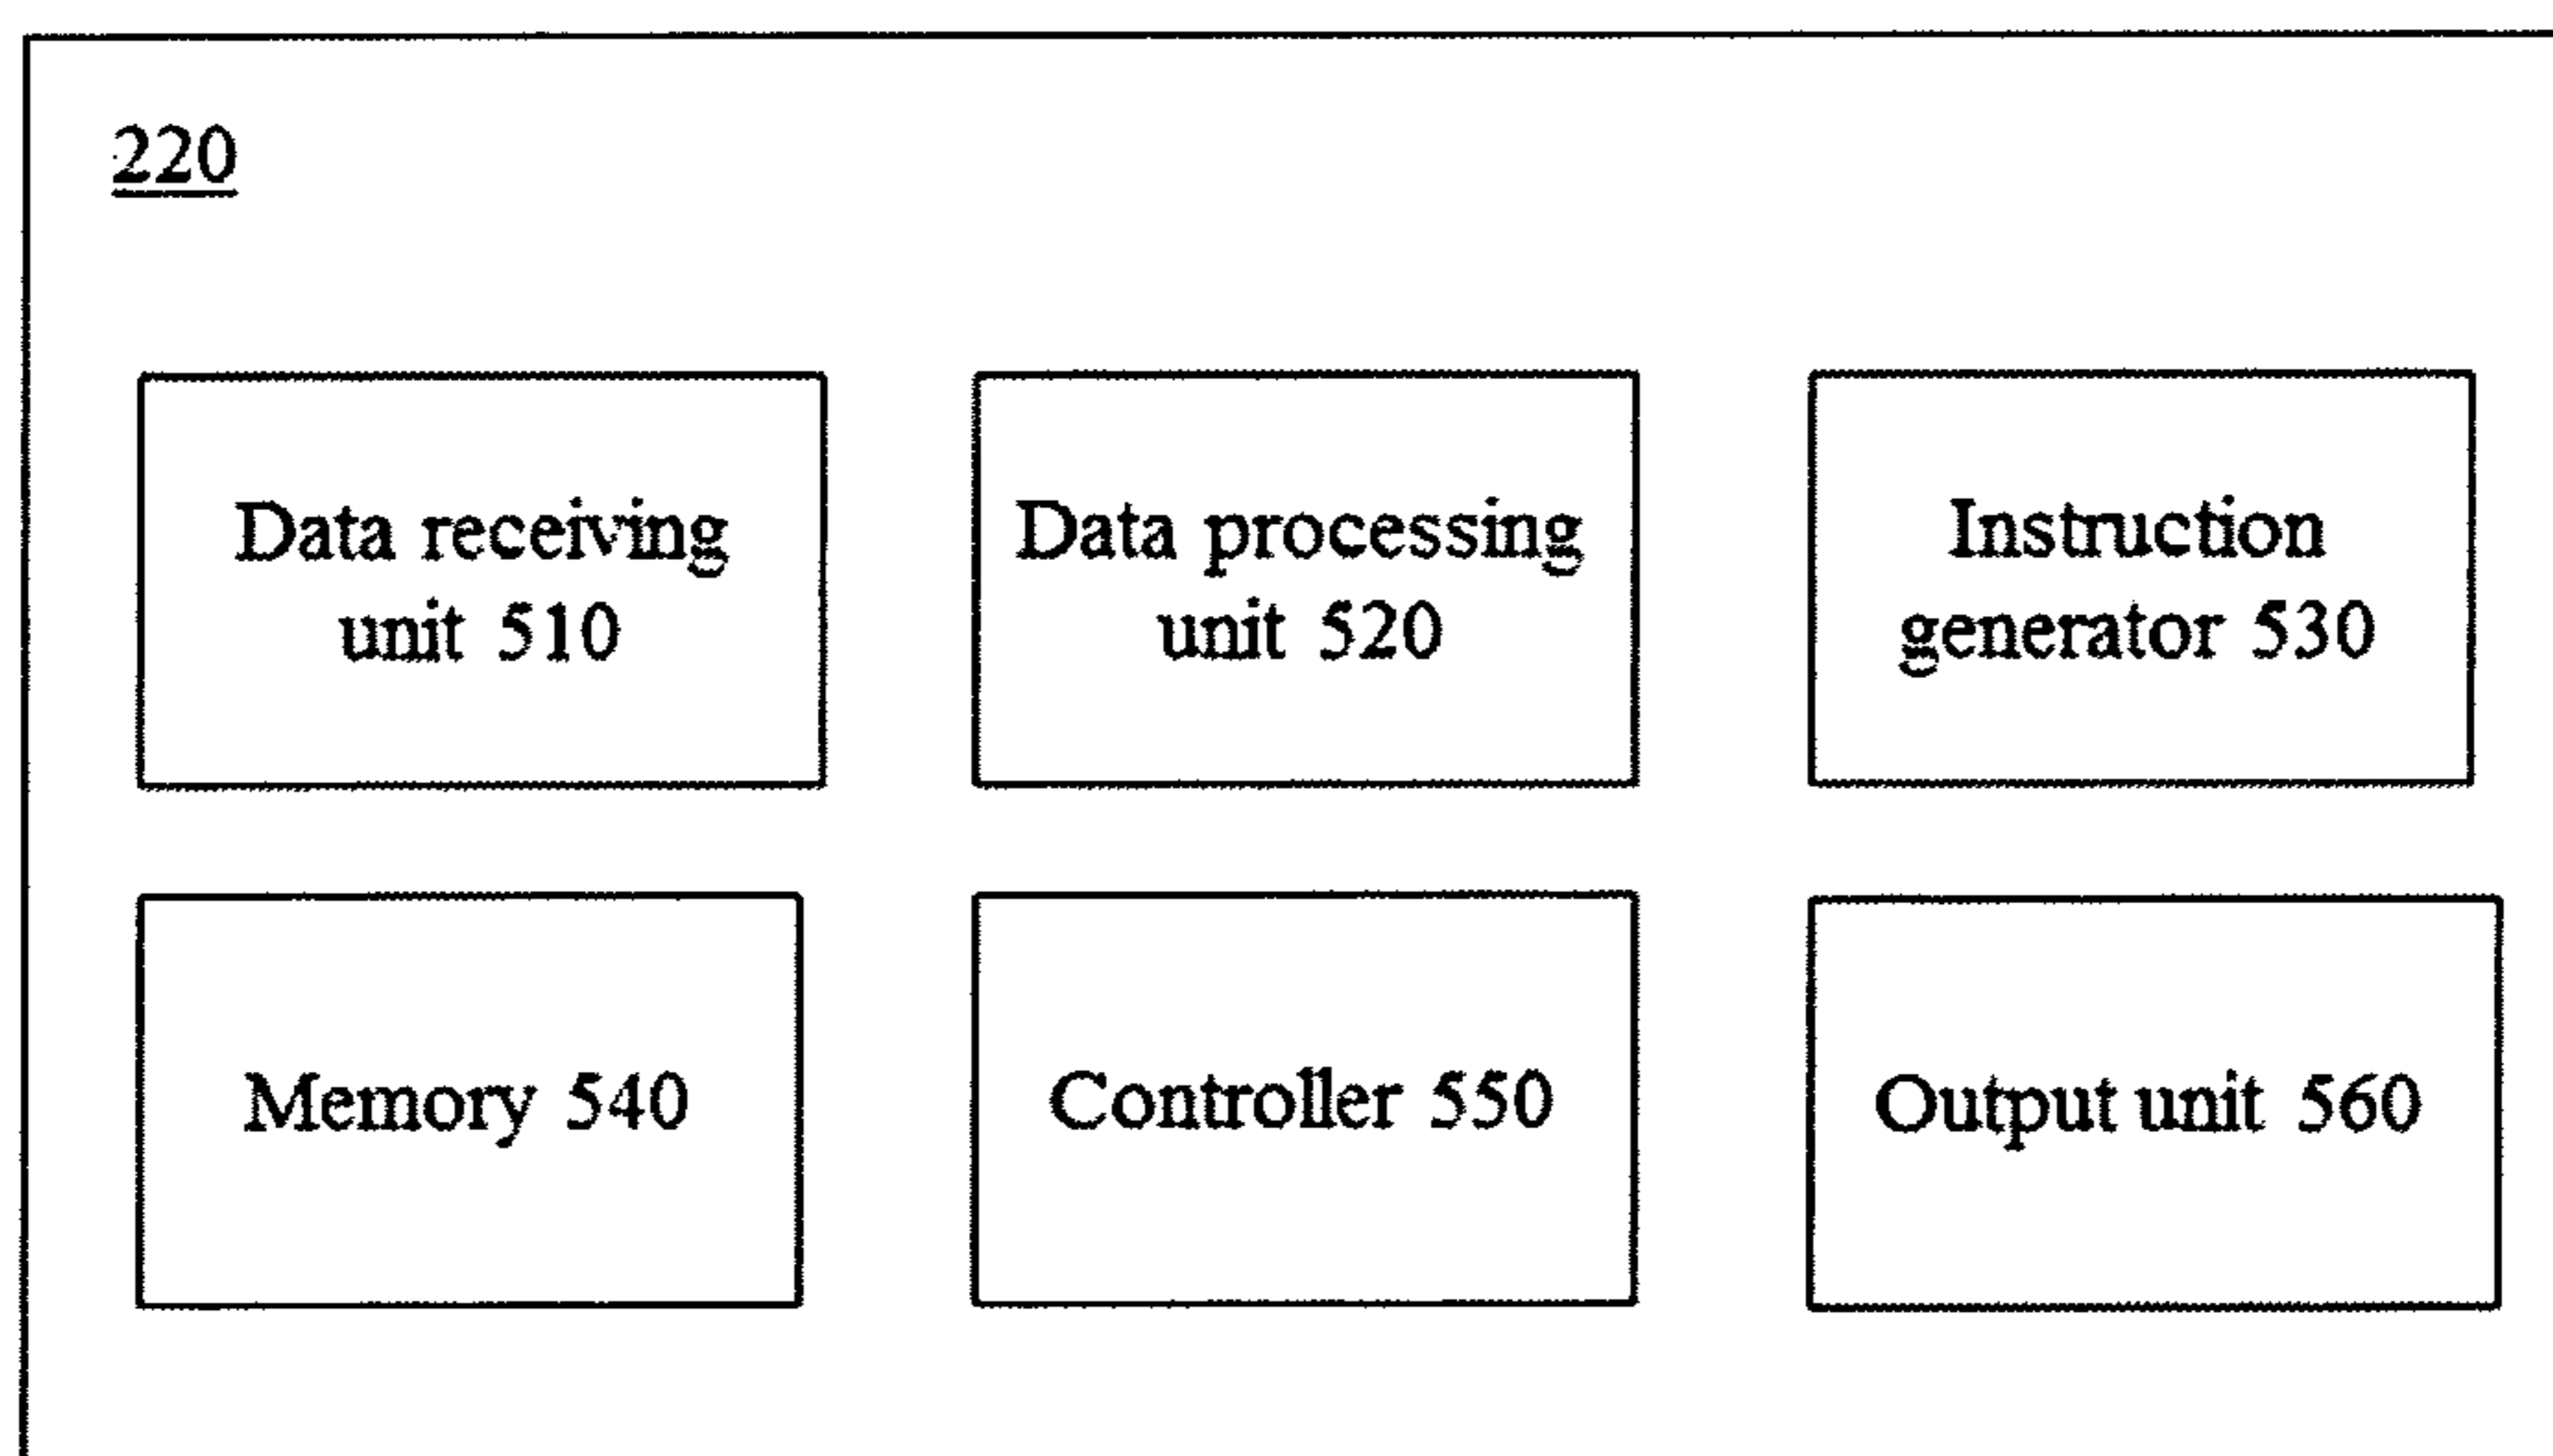 220
Data receiving
unit 510
Data processing
unit 520
Instruction
generator 530
Memory 540
Controller 550
Output unit 560